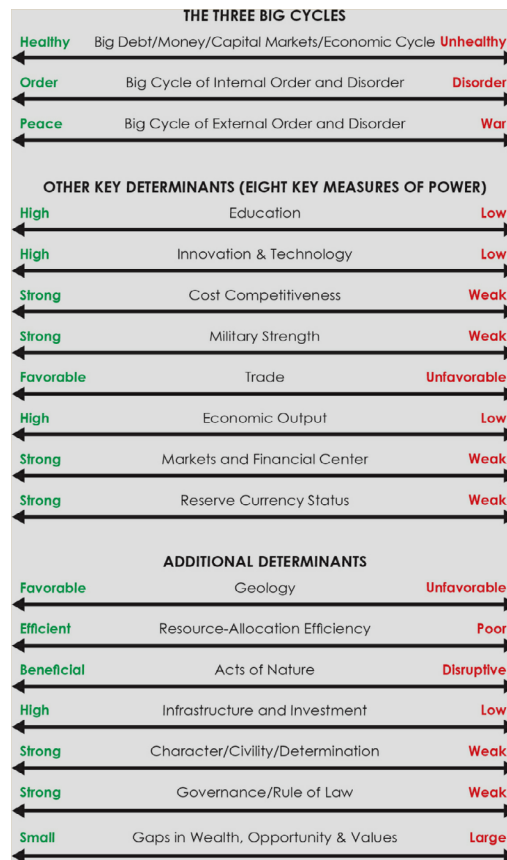 THE THREE BIG CYCLES
Healthy Big Debt/Money/Capital Markets/Economic Cycle Unhealthy
Order Big Cycle of Internal Order and Disorder Disorder
Peace Big Cycle of External Order and Disorder War
OTHER KEY DETERMINANTS (EIGHT KEY MEASURES OF POWER)
High Education Low
High Innovation & Technology Low
Strong Cost Competitiveness Weak
Strong Military Strength Weak
Favorable Trade Unfavorable
High Economic Output Low
Strong Markets and Financial Center Weak
Strong Reserve Currency Status Weak
ADDITIONAL DETERMINANTS
Favorable Geology Unfavorable
Efficient Resource-Allocation Efficiency Poor
Beneficial Acts of Nature Disruptive
High Infrastructure and Investment Low
Strong Character/Civility/Determination Weak
Strong Governance/Rule of Law Weak
Small Gaps in Wealth, Opportunity & Values Large